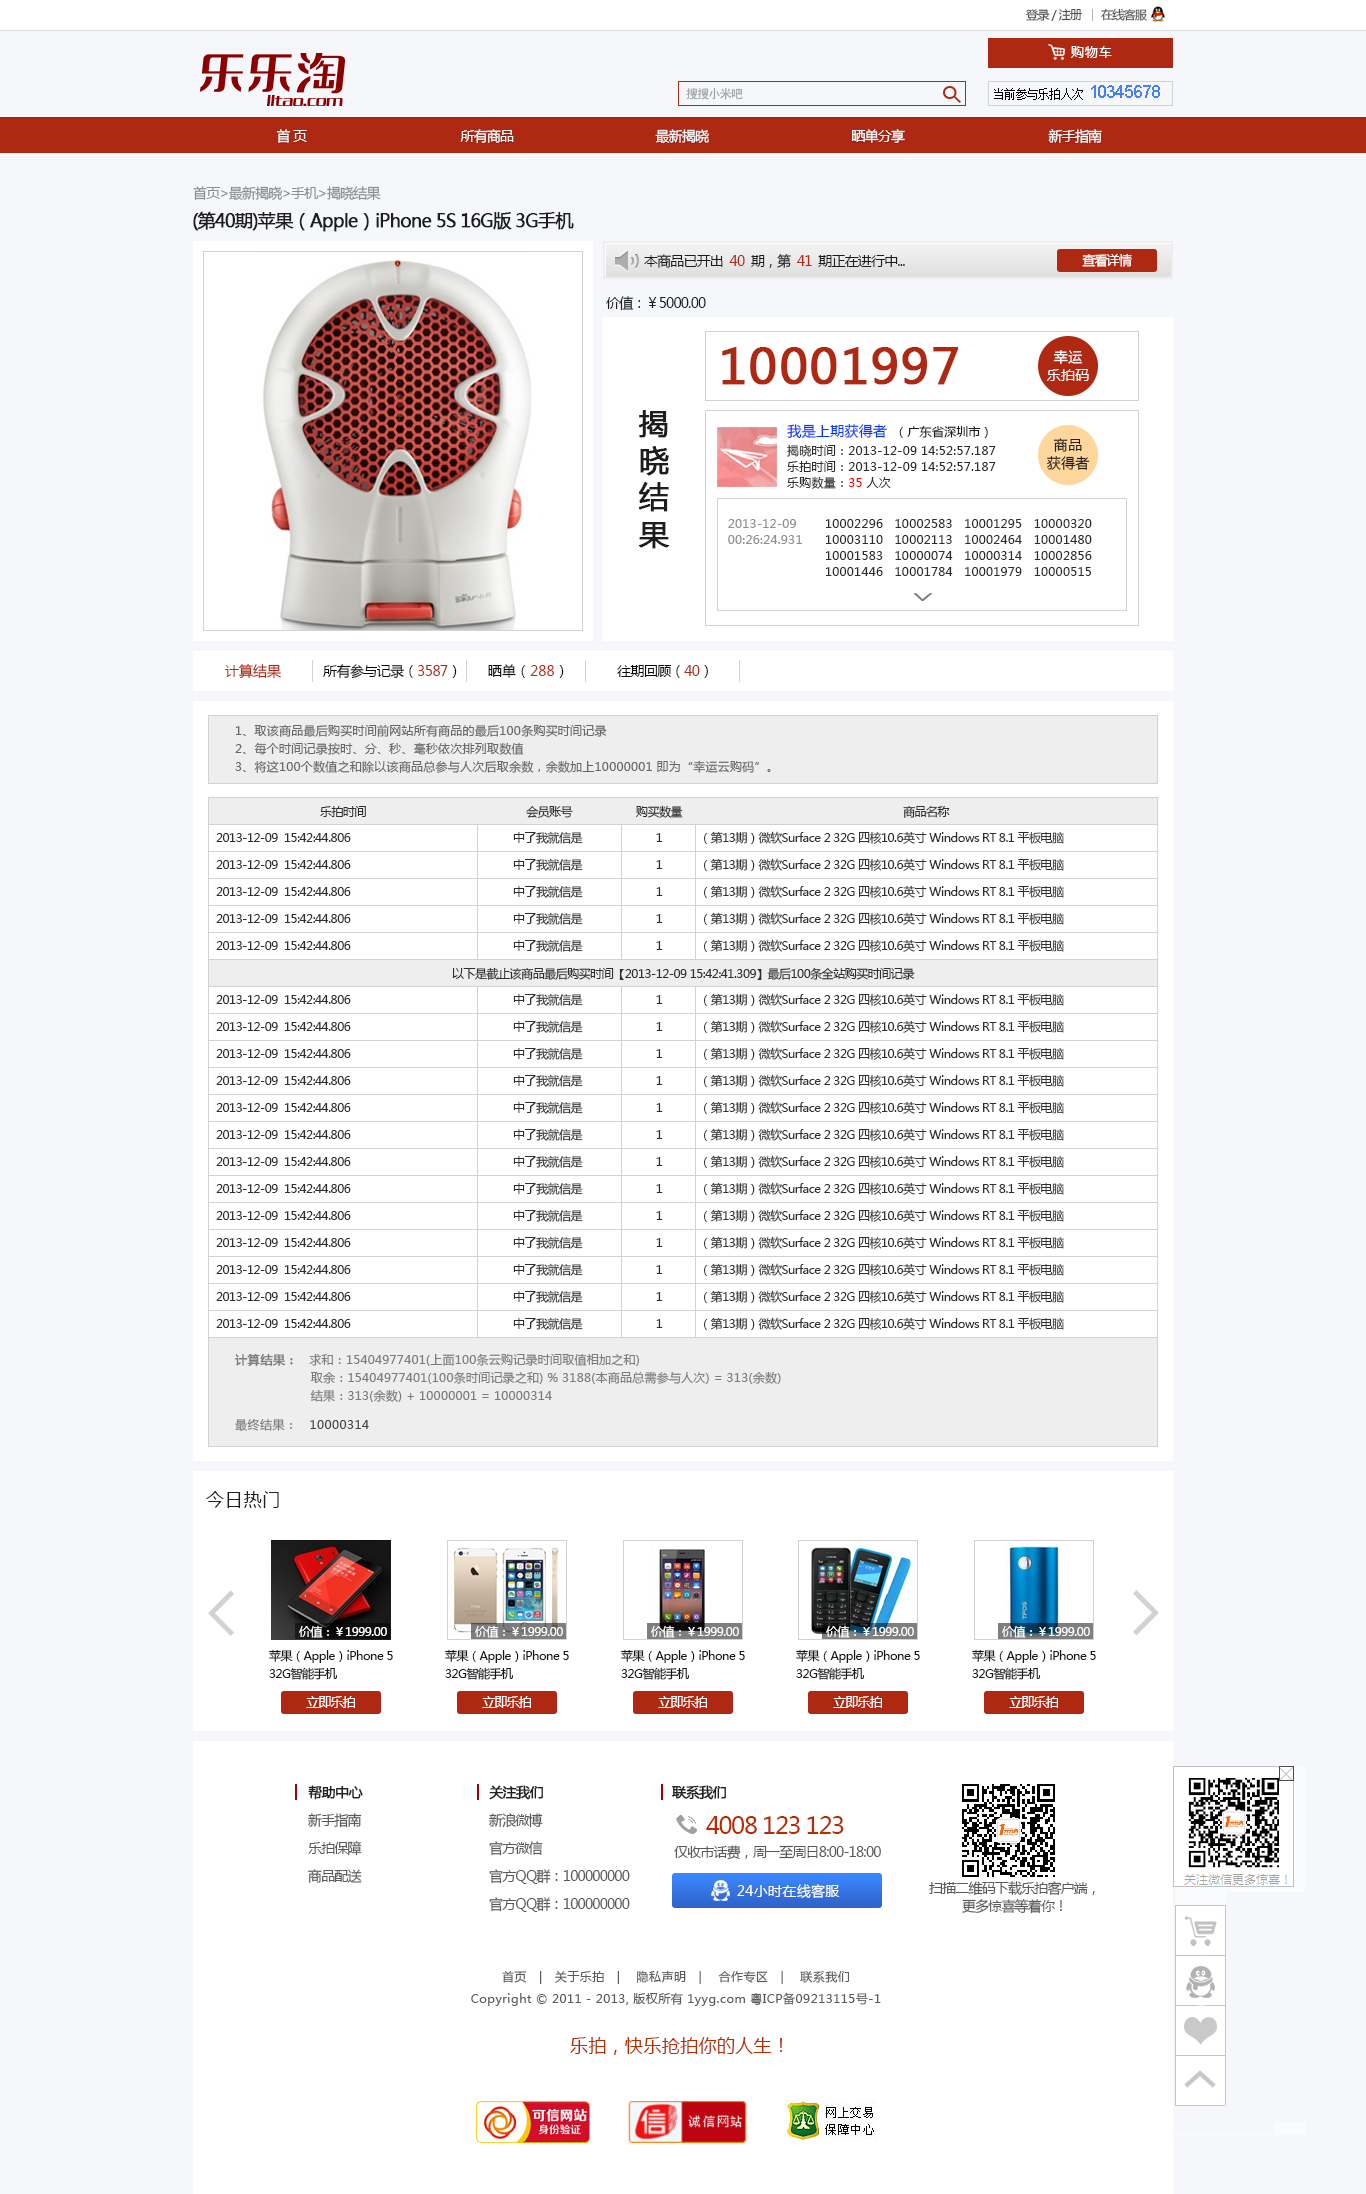 登录 / 注册 | 在线客服
乐乐淘
lltao.com
购物车
搜搜小米吧
当前参与乐拍人次 10345678
首 页 所有商品 最新揭晓 晒单分享 新手指南
首页>最新揭晓>手机>揭晓结果
(第40期)苹果（Apple）iPhone 5S 16G版 3G手机
本商品已开出 40 期，第 41 期正在进行中...
查看详情
价值：￥5000.00
揭晓结果
10001997
幸运
乐拍码
我是上期获得者 （广东省深圳市）
揭晓时间：2013-12-09 14:52:57.187
乐拍时间：2013-12-09 14:52:57.187
乐购数量：35 人次
商品
获得者
2013-12-09
00:26:24.931
10002296 10002583 10001295 10000320
10003110 10002113 10002464 10001480
10001583 10000074 10000314 10002856
10001446 10001784 10001979 10000515
计算结果 所有参与记录（3587） 晒单（288） 往期回顾（40）
1、取该商品最后购买时间前网站所有商品的最后100条购买时间记录
2、每个时间记录按时、分、秒、毫秒依次排列取数值
3、将这100个数值之和除以该商品总参与人次后取余数，余数加上10000001 即为“幸运云购码”。
乐拍时间 会员账号 购买数量 商品名称
2013-12-09 15:42:44.806 中了我就信是 1 （第13期）微软Surface 2 32G 四核10.6英寸 Windows RT 8.1 平板电脑
2013-12-09 15:42:44.806 中了我就信是 1 （第13期）微软Surface 2 32G 四核10.6英寸 Windows RT 8.1 平板电脑
2013-12-09 15:42:44.806 中了我就信是 1 （第13期）微软Surface 2 32G 四核10.6英寸 Windows RT 8.1 平板电脑
2013-12-09 15:42:44.806 中了我就信是 1 （第13期）微软Surface 2 32G 四核10.6英寸 Windows RT 8.1 平板电脑
2013-12-09 15:42:44.806 中了我就信是 1 （第13期）微软Surface 2 32G 四核10.6英寸 Windows RT 8.1 平板电脑
以下是截止该商品最后购买时间【2013-12-09 15:42:41.309】最后100条全站购买时间记录
2013-12-09 15:42:44.806 中了我就信是 1 （第13期）微软Surface 2 32G 四核10.6英寸 Windows RT 8.1 平板电脑
2013-12-09 15:42:44.806 中了我就信是 1 （第13期）微软Surface 2 32G 四核10.6英寸 Windows RT 8.1 平板电脑
2013-12-09 15:42:44.806 中了我就信是 1 （第13期）微软Surface 2 32G 四核10.6英寸 Windows RT 8.1 平板电脑
2013-12-09 15:42:44.806 中了我就信是 1 （第13期）微软Surface 2 32G 四核10.6英寸 Windows RT 8.1 平板电脑
2013-12-09 15:42:44.806 中了我就信是 1 （第13期）微软Surface 2 32G 四核10.6英寸 Windows RT 8.1 平板电脑
2013-12-09 15:42:44.806 中了我就信是 1 （第13期）微软Surface 2 32G 四核10.6英寸 Windows RT 8.1 平板电脑
2013-12-09 15:42:44.806 中了我就信是 1 （第13期）微软Surface 2 32G 四核10.6英寸 Windows RT 8.1 平板电脑
2013-12-09 15:42:44.806 中了我就信是 1 （第13期）微软Surface 2 32G 四核10.6英寸 Windows RT 8.1 平板电脑
2013-12-09 15:42:44.806 中了我就信是 1 （第13期）微软Surface 2 32G 四核10.6英寸 Windows RT 8.1 平板电脑
2013-12-09 15:42:44.806 中了我就信是 1 （第13期）微软Surface 2 32G 四核10.6英寸 Windows RT 8.1 平板电脑
2013-12-09 15:42:44.806 中了我就信是 1 （第13期）微软Surface 2 32G 四核10.6英寸 Windows RT 8.1 平板电脑
2013-12-09 15:42:44.806 中了我就信是 1 （第13期）微软Surface 2 32G 四核10.6英寸 Windows RT 8.1 平板电脑
2013-12-09 15:42:44.806 中了我就信是 1 （第13期）微软Surface 2 32G 四核10.6英寸 Windows RT 8.1 平板电脑
计算结果： 求和：15404977401(上面100条云购记录时间取值相加之和)
取余：15404977401(100条时间记录之和) % 3188(本商品总需参与人次) = 313(余数)
结果：313(余数) + 10000001 = 10000314
最终结果： 10000314
今日热门
价值：￥1999.00 价值：￥1999.00 价值：￥1999.00 价值：￥1999.00 价值：￥1999.00
苹果（Apple）iPhone 5 苹果（Apple）iPhone 5 苹果（Apple）iPhone 5 苹果（Apple）iPhone 5 苹果（Apple）iPhone 5
32G智能手机 32G智能手机 32G智能手机 32G智能手机 32G智能手机
立即乐拍 立即乐拍 立即乐拍 立即乐拍 立即乐拍
帮助中心
新手指南
乐拍保障
商品配送
关注我们
新浪微博
官方微信
官方QQ群：100000000
官方QQ群：100000000
联系我们
4008 123 123
仅收市话费，周一至周日8:00-18:00
24小时在线客服
扫描二维码下载乐拍客户端，
更多惊喜等着你！
关注微信更多惊喜！
首页 | 关于乐拍 | 隐私声明 | 合作专区 | 联系我们
Copyright © 2011 - 2013, 版权所有 1yyg.com 粤ICP备09213115号-1
乐拍，快乐抢拍你的人生！
可信网站
身份验证
信 诚信网站
网上交易
保障中心